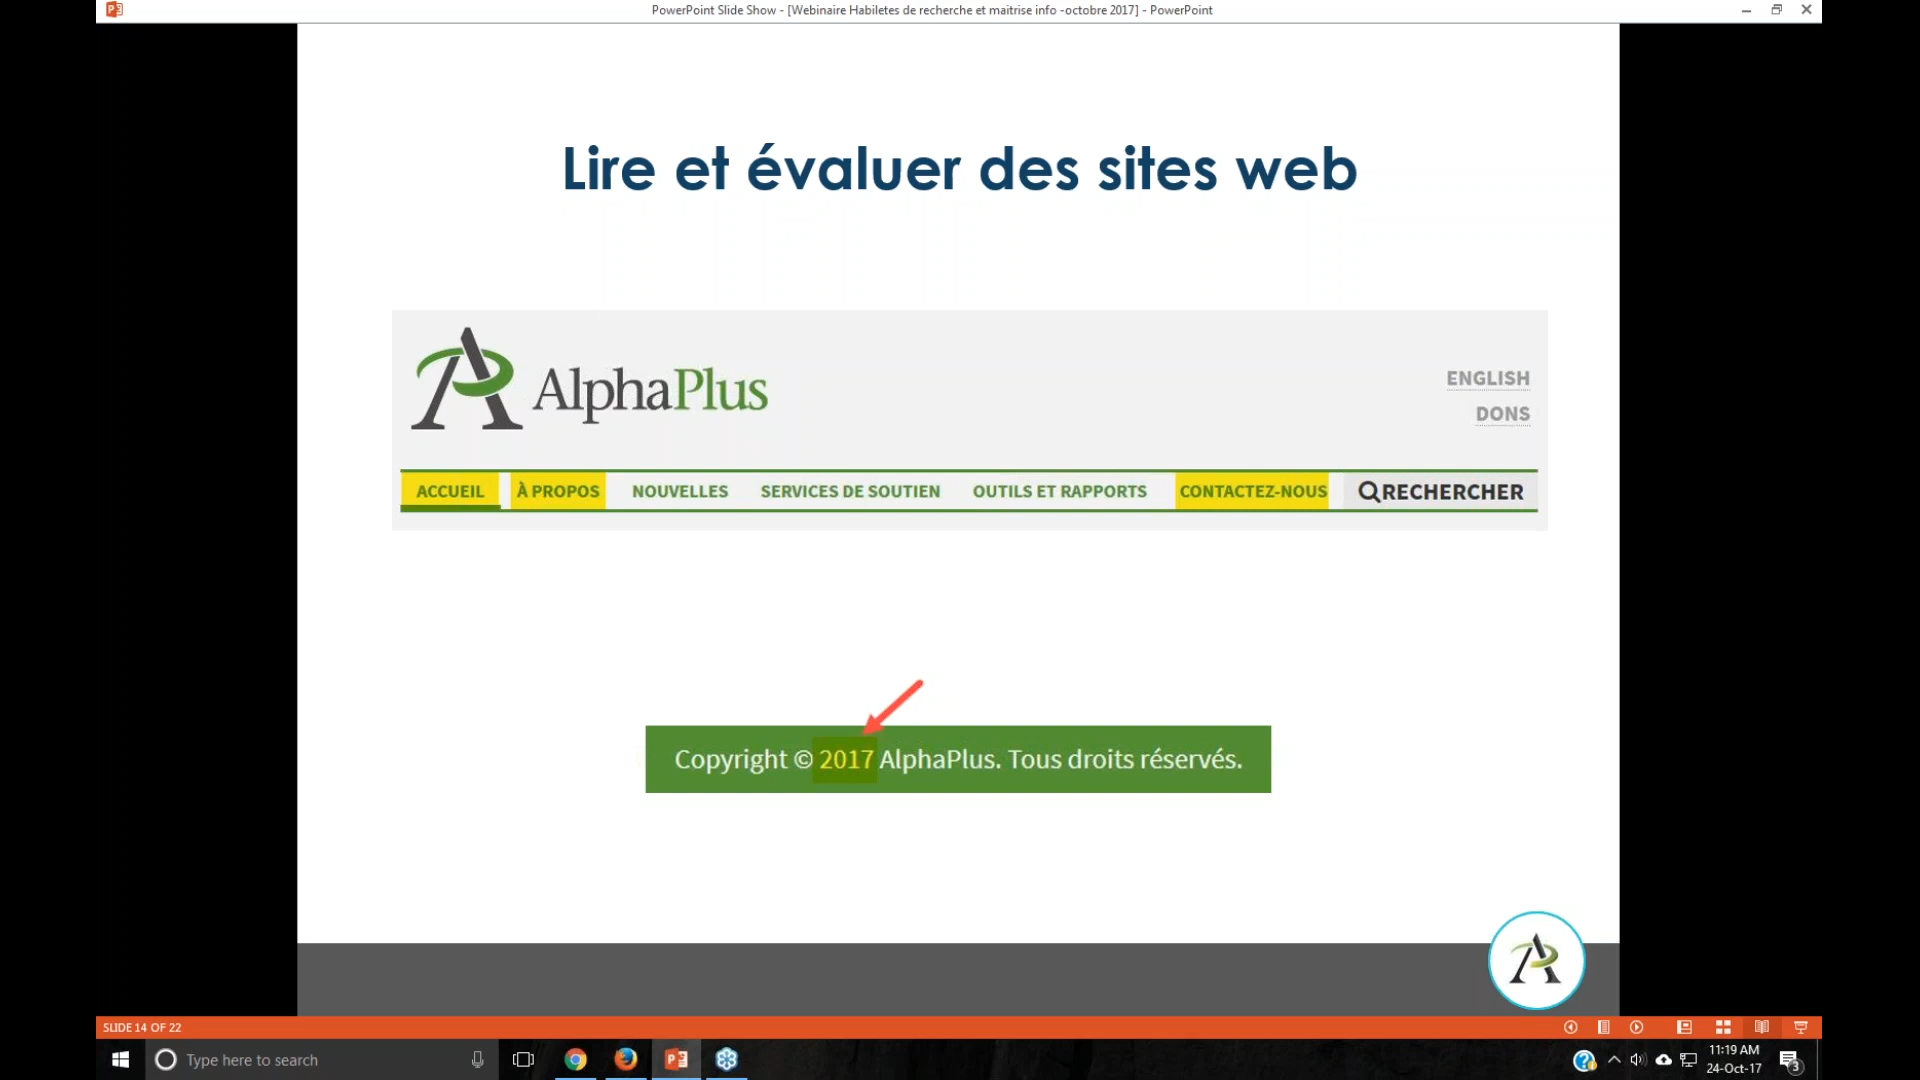 PowerPoint Slide Show - [Webinaire Habiletes de recherche et maitrise info -octobre 2017] - PowerPoint
Lire et évaluer des sites web
AlphaPlus
ENGLISH
DONS
ACCUEIL À PROPOS NOUVELLES SERVICES DE SOUTIEN OUTILS ET RAPPORTS CONTACTEZ-NOUS RECHERCHER
Copyright © 2017 AlphaPlus. Tous droits réservés.
SLIDE 14 OF 22
Type here to search
11:19 AM
24-Oct-17
3